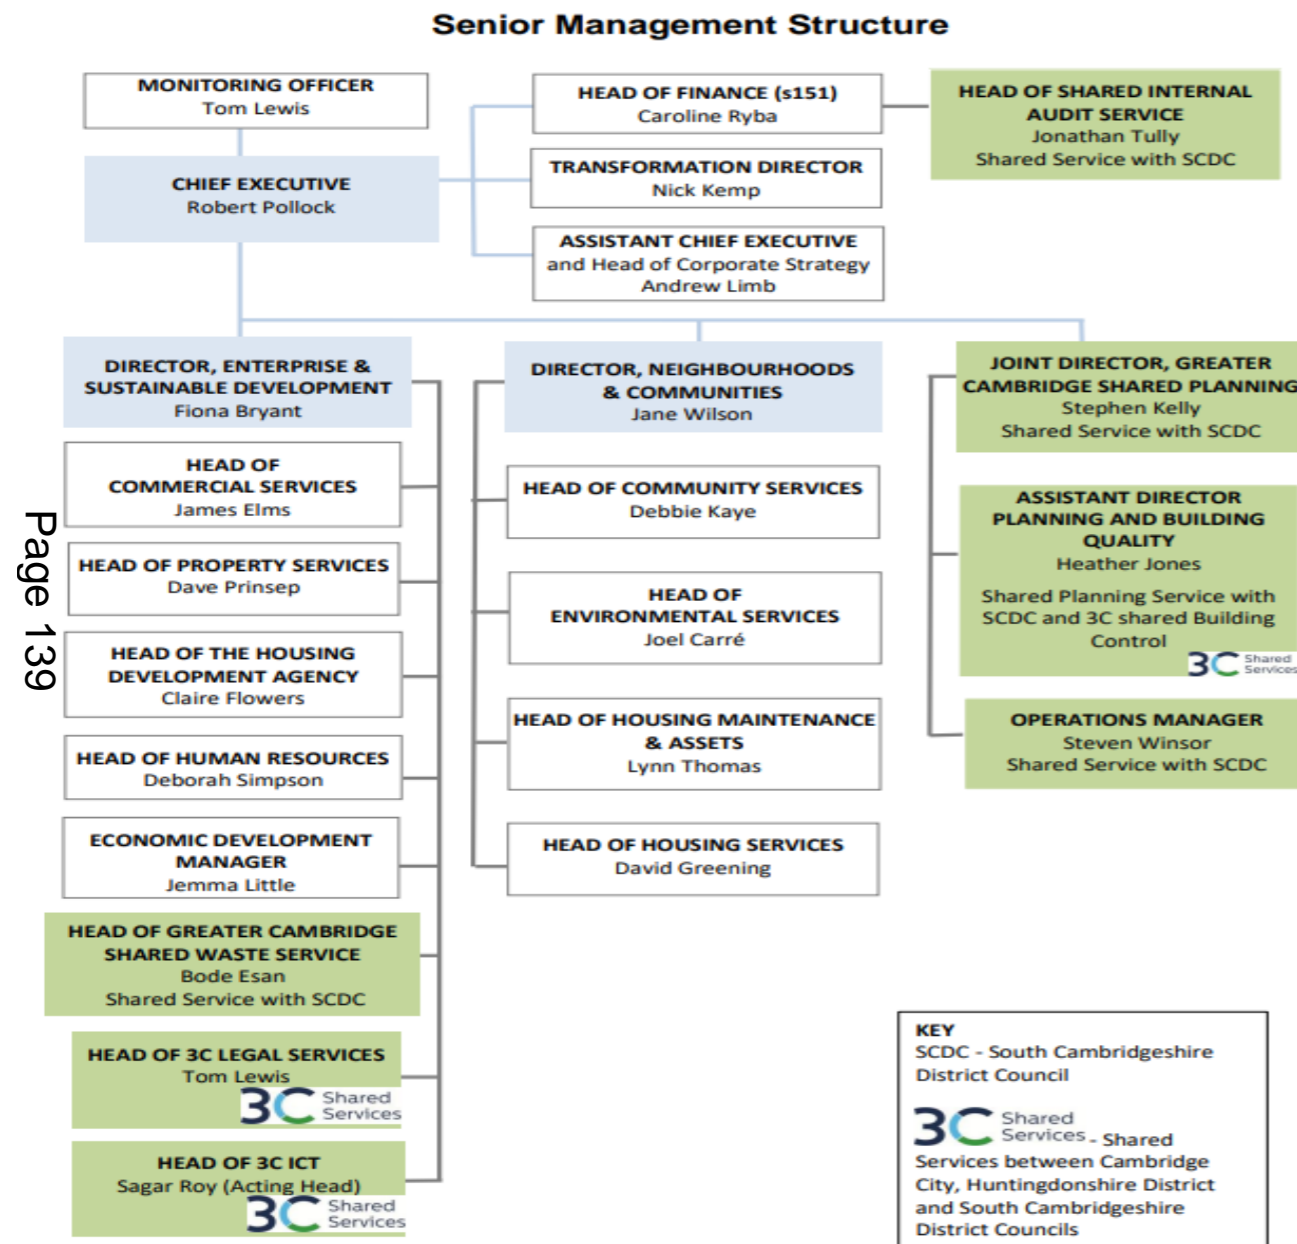 Senior Management Structure
MONITORING OFFICER
Tom Lewis
CHIEF EXECUTIVE
Robert Pollock
HEAD OF FINANCE (s151)
Caroline Ryba
TRANSFORMATION DIRECTOR
Nick Kemp
ASSISTANT CHIEF EXECUTIVE
and Head of Corporate Strategy
Andrew Limb
HEAD OF SHARED INTERNAL
AUDIT SERVICE
Jonathan Tully
Shared Service with SCDC
DIRECTOR, ENTERPRISE &
SUSTAINABLE DEVELOPMENT
Fiona Bryant
HEAD OF
COMMERCIAL SERVICES
James Elms
HEAD OF PROPERTY SERVICES
Dave Prinsep
HEAD OF THE HOUSING
DEVELOPMENT AGENCY
Claire Flowers
HEAD OF HUMAN RESOURCES
Deborah Simpson
ECONOMIC DEVELOPMENT
MANAGER
Jemma Little
HEAD OF GREATER CAMBRIDGE
SHARED WASTE SERVICE
Bode Esan
Shared Service with SCDC
HEAD OF 3C LEGAL SERVICES
Tom Lewis
3C Shared
Services
HEAD OF 3C ICT
Sagar Roy (Acting Head)
3C Shared
Services
DIRECTOR, NEIGHBOURHOODS
& COMMUNITIES
Jane Wilson
HEAD OF COMMUNITY SERVICES
Debbie Kaye
HEAD OF
ENVIRONMENTAL SERVICES
Joel Carré
HEAD OF HOUSING MAINTENANCE
& ASSETS
Lynn Thomas
HEAD OF HOUSING SERVICES
David Greening
JOINT DIRECTOR, GREATER
CAMBRIDGE SHARED PLANNING
Stephen Kelly
Shared Service with SCDC
ASSISTANT DIRECTOR
PLANNING AND BUILDING
QUALITY
Heather Jones
Shared Planning Service with
SCDC and 3C shared Building
Control
3C Shared
Services
OPERATIONS MANAGER
Steven Winsor
Shared Service with SCDC
KEY
SCDC - South Cambridgeshire
District Council
3C Shared
Services - Shared
Services between Cambridge
City, Huntingdonshire District
and South Cambridgeshire
District Councils
Page 139